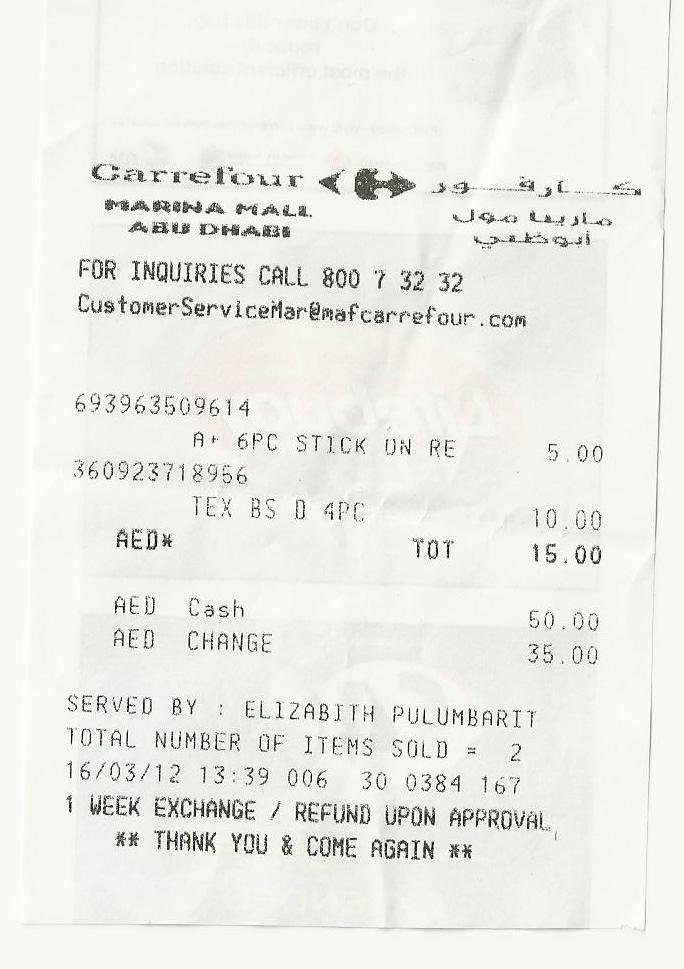 Carrefour كارفور
MARINA MALL مارينا مول
ABU DHABI أبوظبي
FOR INQUIRIES CALL 800 7 32 32
CustomerServiceMar@mafcarrefour.com
693963509614
A+ 6PC STICK ON RE 5.00
360923718956
TEX BS D 4PC 10.00
AED* TOT 15.00
AED Cash 50.00
AED CHANGE 35.00
SERVED BY : ELIZABITH PULUMBARIT
TOTAL NUMBER OF ITEMS SOLD = 2
16/03/12 13:39 006 30 0384 167
1 WEEK EXCHANGE / REFUND UPON APPROVAL
** THANK YOU & COME AGAIN **